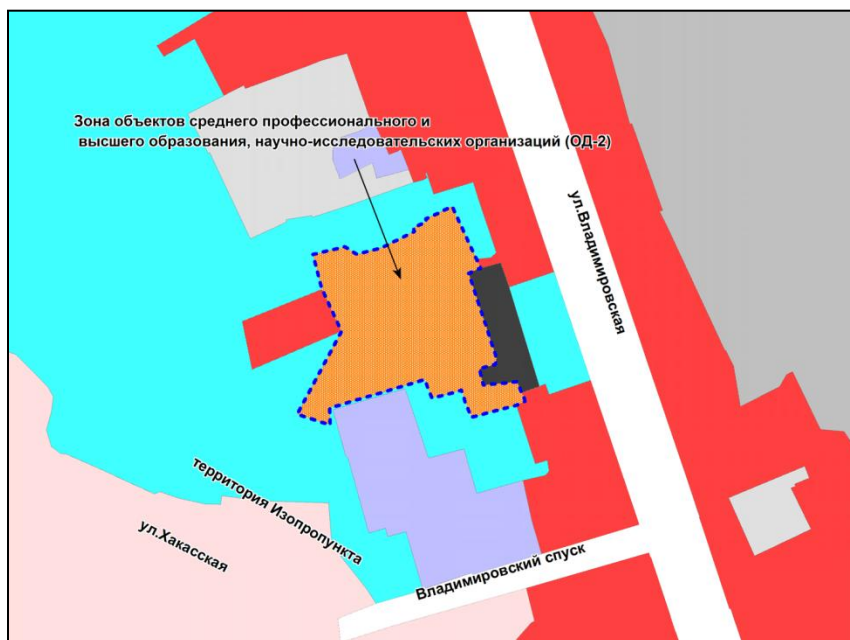 Зона объектов среднего профессионального и
высшего образования, научно-исследовательских организаций (ОД-2)
ул.Владимировская
территория Изопропункта
ул.Хакасская
Владимировский спуск